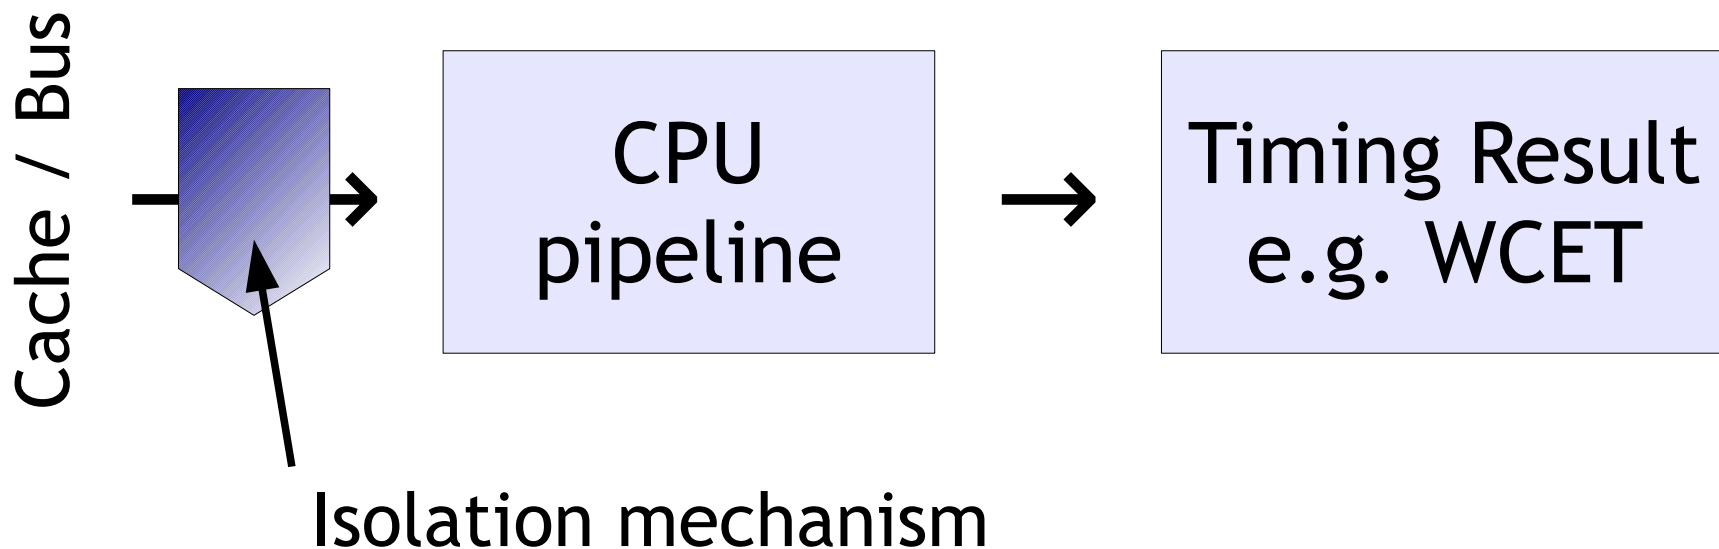 Cache / Bus
CPU
pipeline
Timing Result
e.g. WCET
Isolation mechanism